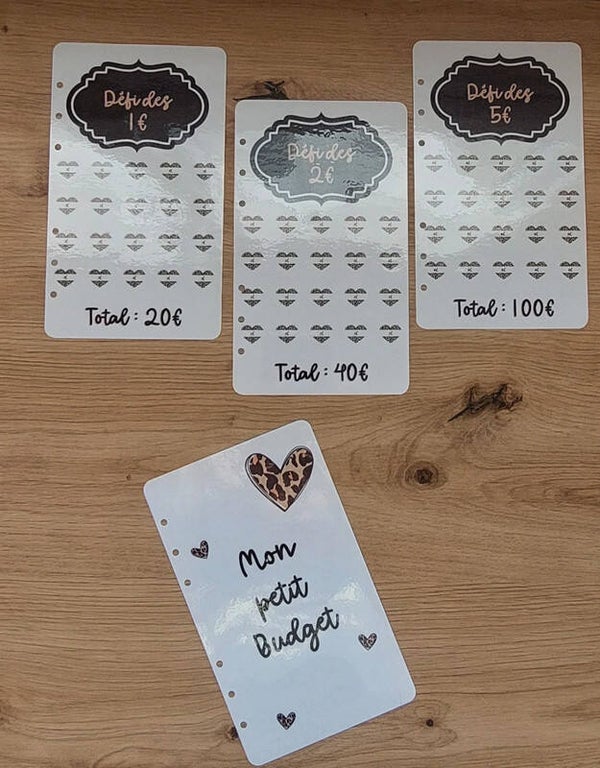 Défi des
1€
Total : 20€
Défi des
2€
Total : 40€
Défi des
5€
Total : 100€
Mon
petit
Budget